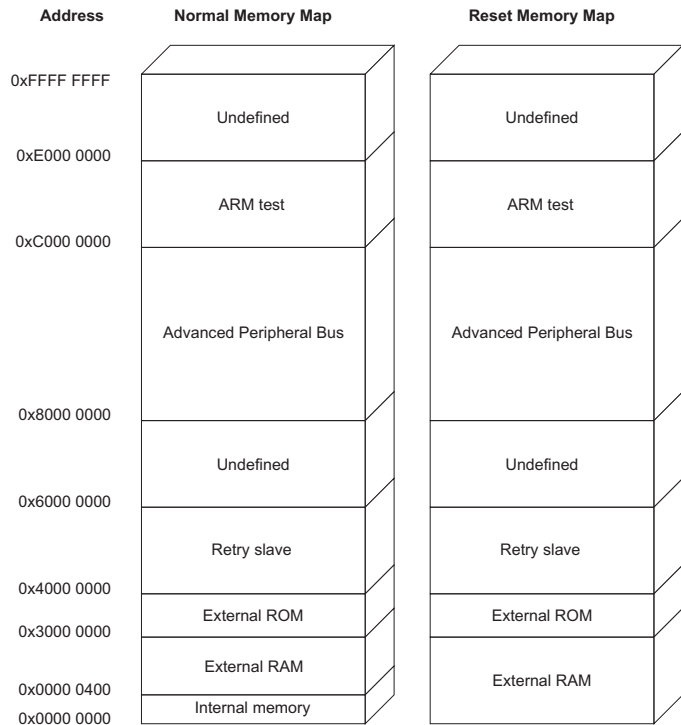 Address Normal Memory Map Reset Memory Map
0xFFFF FFFF
Undefined Undefined
0xE000 0000
ARM test ARM test
0xC000 0000
Advanced Peripheral Bus Advanced Peripheral Bus
0x8000 0000
Undefined Undefined
0x6000 0000
Retry slave Retry slave
0x4000 0000
External ROM External ROM
0x3000 0000
External RAM External RAM
0x0000 0400
Internal memory
0x0000 0000